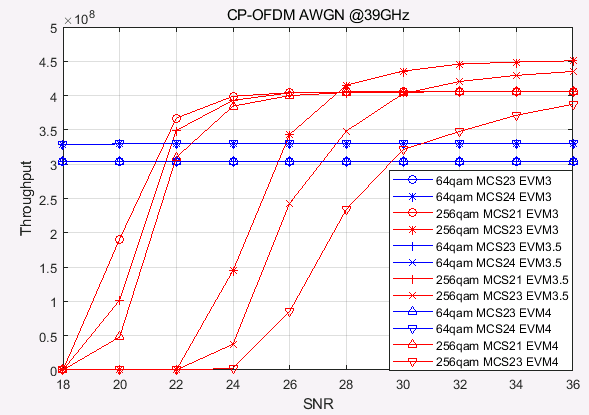 CP-OFDM AWGN @39GHz
×10^8
5
4.5
4
3.5
3
2.5
2
1.5
1
0.5
0
Throughput
18 20 22 24 26 28 30 32 34 36
SNR
64qam MCS23 EVM3
64qam MCS24 EVM3
256qam MCS21 EVM3
256qam MCS23 EVM3
64qam MCS23 EVM3.5
64qam MCS24 EVM3.5
256qam MCS21 EVM3.5
256qam MCS23 EVM3.5
64qam MCS23 EVM4
64qam MCS24 EVM4
256qam MCS21 EVM4
256qam MCS23 EVM4